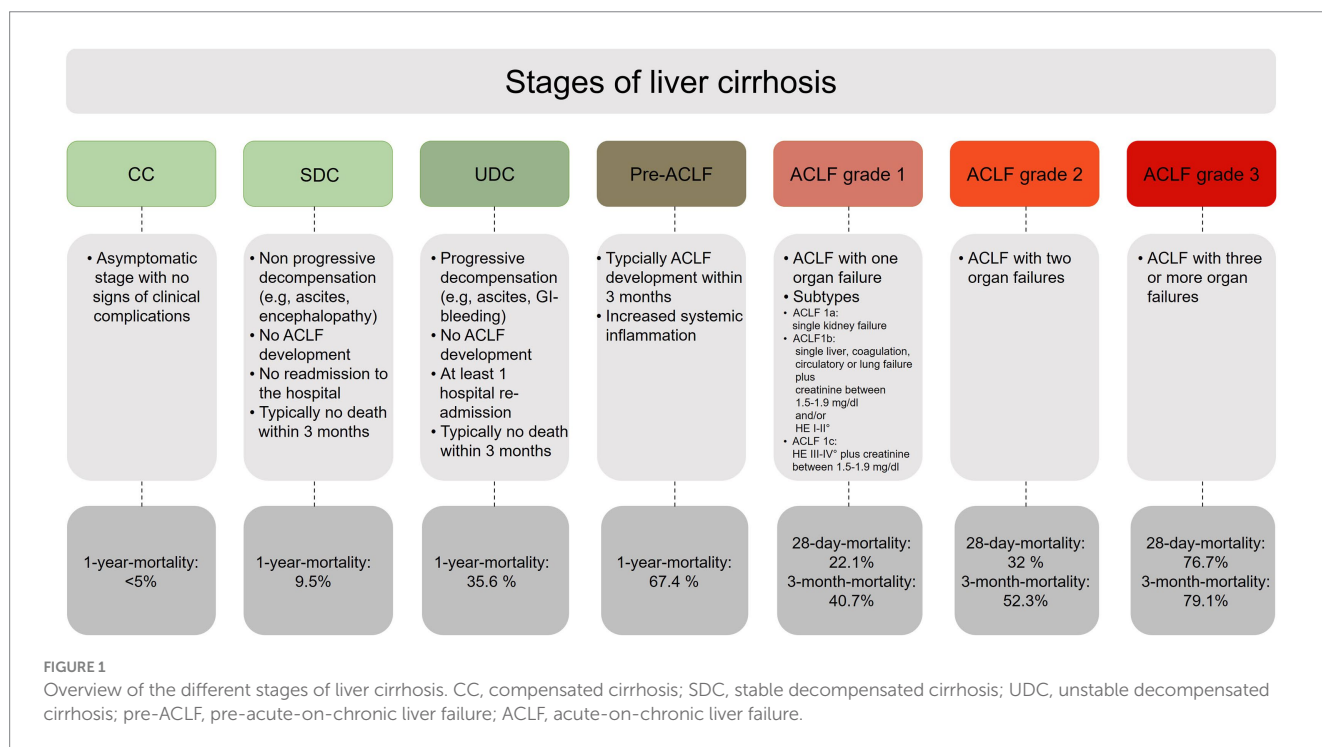 Stages of liver cirrhosis
CC
SDC
UDC
Pre-ACLF
ACLF grade 1
ACLF grade 2
ACLF grade 3
• Asymptomatic
stage with no
signs of clinical
complications
• Non progressive
decompensation
(e.g, ascites,
encephalopathy)
• No ACLF
development
• No readmission to
the hospital
• Typically no death
within 3 months
• Progressive
decompensation
(e.g, ascites, GI-
bleeding)
• No ACLF
development
• At least 1
hospital re-
admission
• Typically no death
within 3 months
• Typcially ACLF
development within
3 months
• Increased systemic
inflammation
• ACLF with one
organ failure
• Subtypes
• ACLF 1a:
single kidney failure
• ACLF1b:
single liver, coagulation,
circulatory or lung failure
plus
creatinine between
1.5-1.9 mg/dl
and/or
HE I-II°
• ACLF 1c:
HE III-IV° plus creatinine
between 1.5-1.9 mg/dl
• ACLF with two
organ failures
• ACLF with three
or more organ
failures
1-year-mortality:
<5%
1-year-mortality:
9.5%
1-year-mortality:
35.6 %
1-year-mortality:
67.4 %
28-day-mortality:
22.1%
3-month-mortality:
40.7%
28-day-mortality:
32 %
3-month-mortality:
52.3%
28-day-mortality:
76.7%
3-month-mortality:
79.1%
FIGURE 1
Overview of the different stages of liver cirrhosis. CC, compensated cirrhosis; SDC, stable decompensated cirrhosis; UDC, unstable decompensated
cirrhosis; pre-ACLF, pre-acute-on-chronic liver failure; ACLF, acute-on-chronic liver failure.